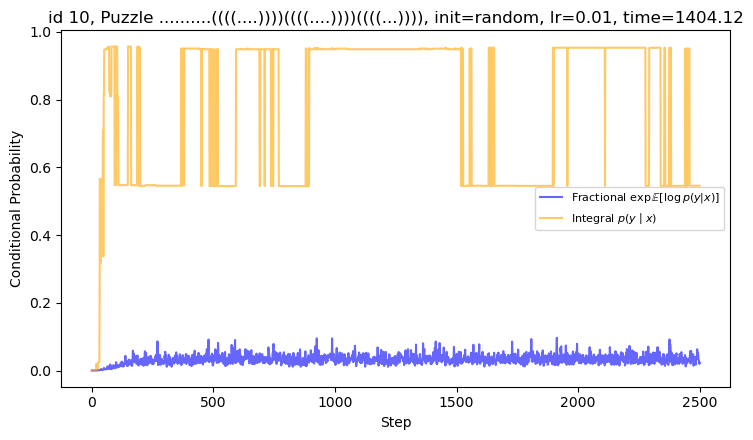 id 10, Puzzle ..........((((....))))((((....))))((((...)))), init=random, lr=0.01, time=1404.12
Conditional Probability
1.0
0.8
0.6
0.4
0.2
0.0
Fractional exp𝔼[log p(y|x)]
Integral p(y | x)
0 500 1000 1500 2000 2500
Step